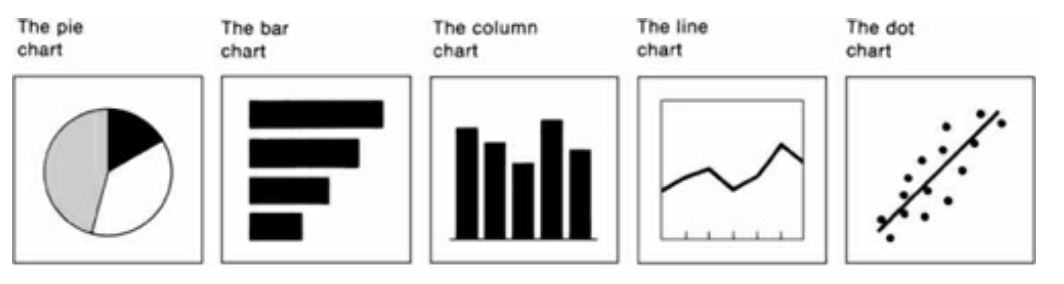 The pie
chart
The bar
chart
The column
chart
The line
chart
The dot
chart